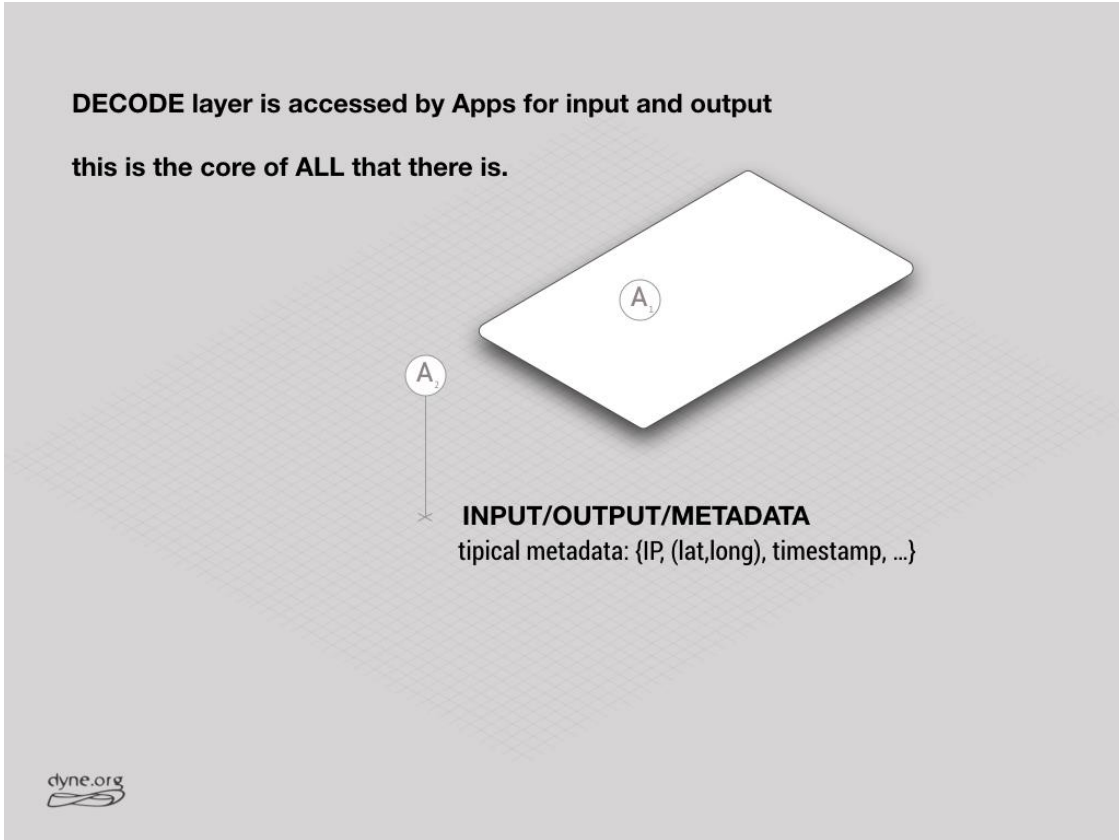 DECODE layer is accessed by Apps for input and output
this is the core of ALL that there is.
A1
A2
INPUT/OUTPUT/METADATA
tipical metadata: {IP, (lat,long), timestamp, ...}
dyne.org